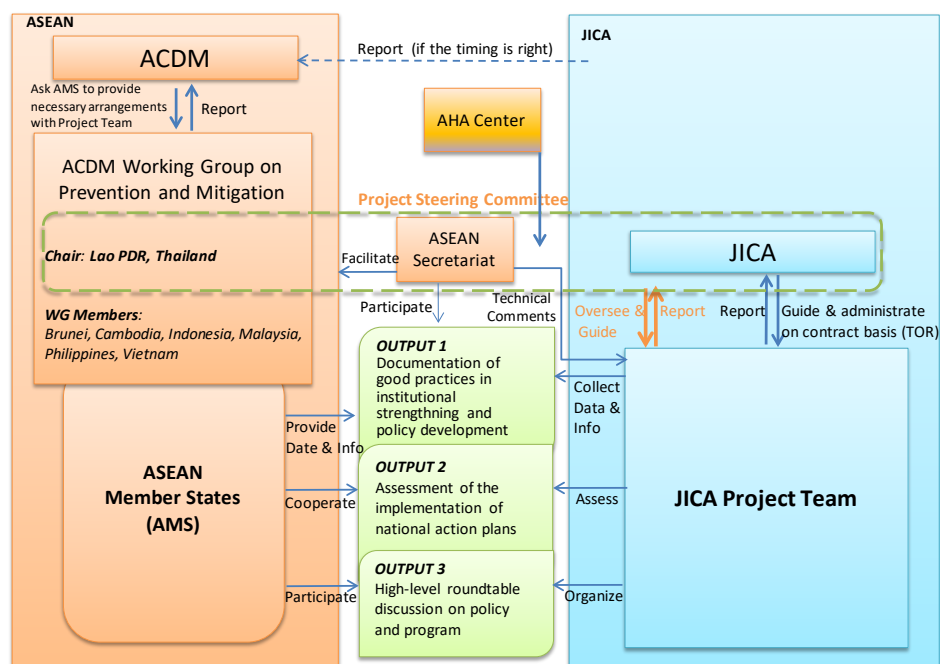 ASEAN
JICA
ACDM
Report (if the timing is right)
Ask AMS to provide
necessary arrangements
with Project Team
Report
AHA Center
ACDM Working Group on
Prevention and Mitigation
Project Steering Committee
Chair: Lao PDR, Thailand
Facilitate
ASEAN
Secretariat
JICA
WG Members:
Brunei, Cambodia, Indonesia, Malaysia,
Philippines, Vietnam
Participate
Technical
Comments
Oversee &
Guide
Report
Report
Guide & administrate
on contract basis (TOR)
OUTPUT 1
Documentation of
good practices in
institutional
strengthning and
policy development
Provide
Date & Info
Collect
Data &
Info
ASEAN
Member States
(AMS)
OUTPUT 2
Assessment of the
implementation of
national action plans
Cooperate
Assess
JICA Project Team
OUTPUT 3
High-level roundtable
discussion on policy
and program
Participate
Organize